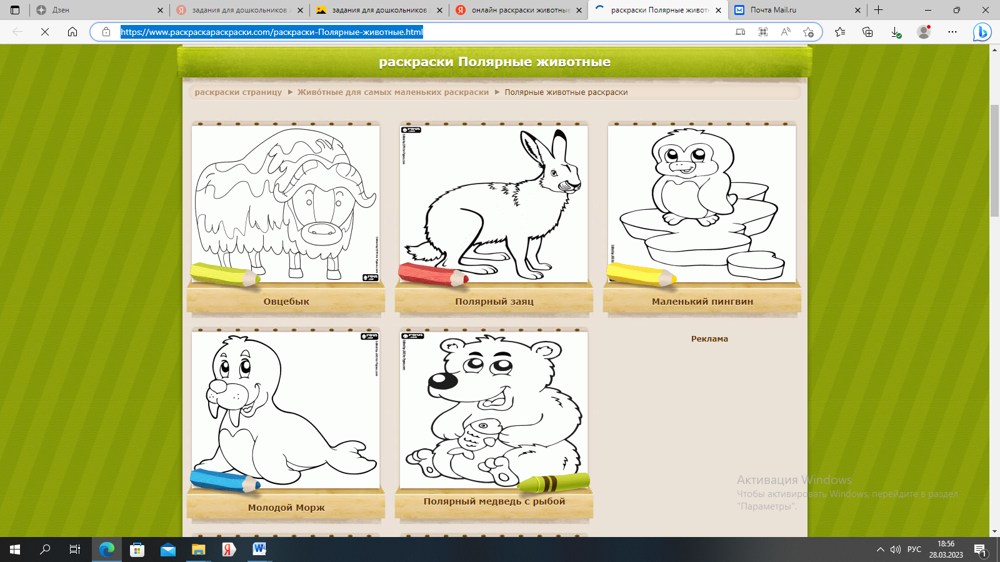 Дзен
задания для дошкольников
задания для дошкольников
онлайн раскраски животные
раскраски Полярные живот
Почта Mail.ru
https://www.раскраскараскраски.com/раскраски-Полярные-животные.html
раскраски Полярные животные
раскраски страницу ► Живо́тные для самых маленьких раскраски ► Полярные животные раскраски
Овцебык
Полярный заяц
Маленький пингвин
Реклама
Молодой Морж
Полярный медведь с рыбой
Активация Windows
Чтобы активировать Windows, перейдите в раздел
"Параметры".
РУС
18:56
28.03.2023
1